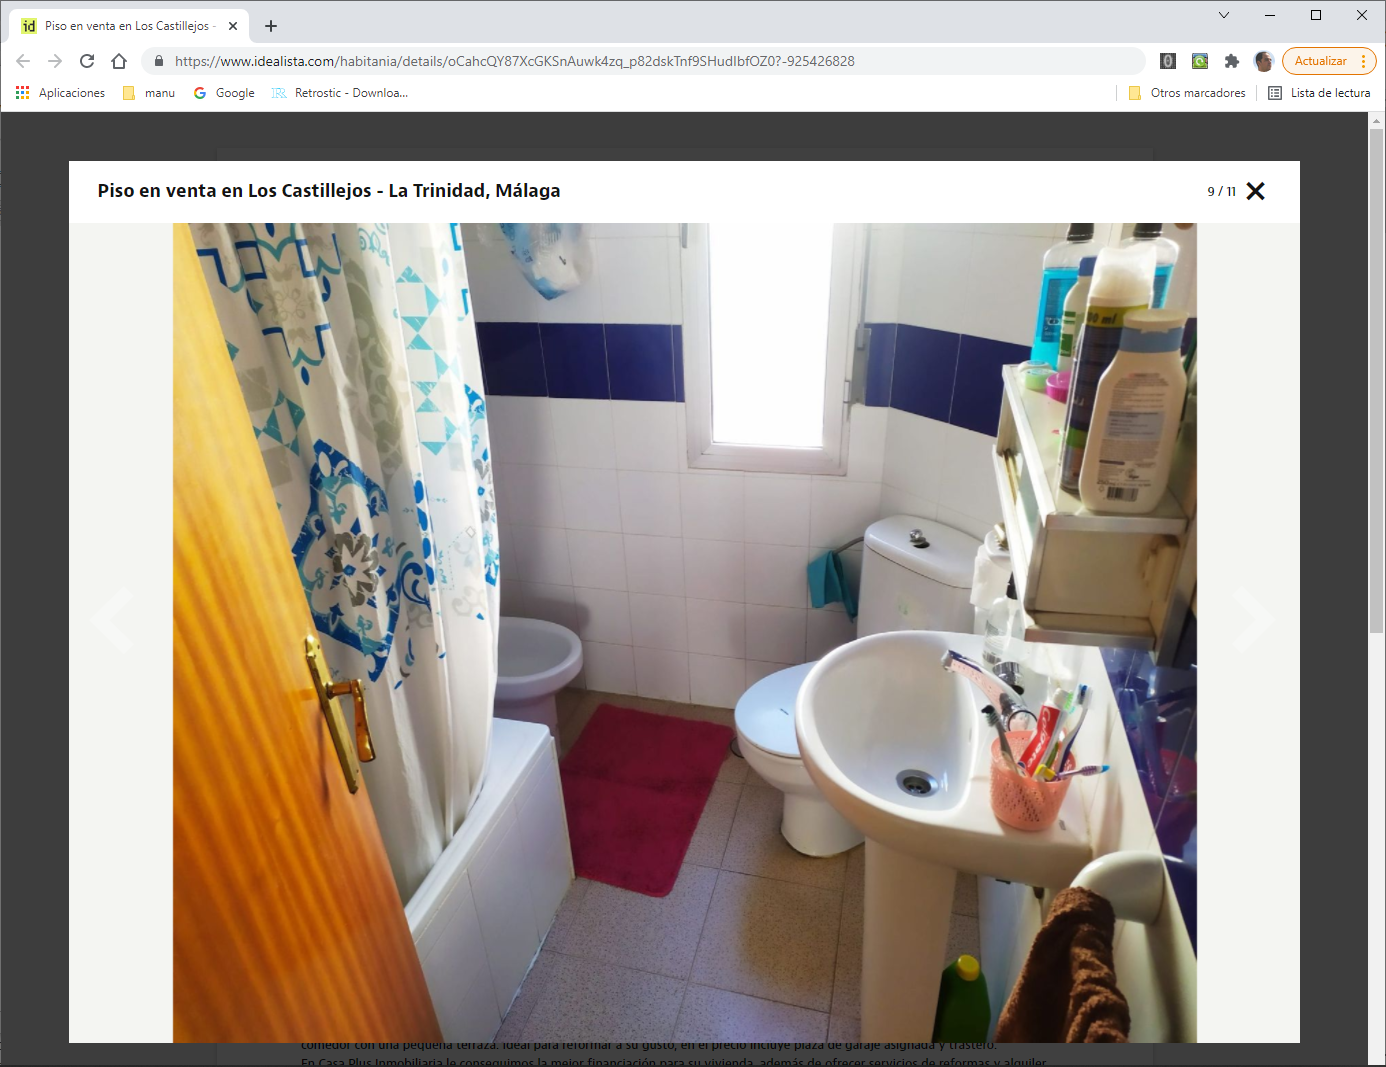 id Piso en venta en Los Castillejos -
https://www.idealista.com/habitania/details/oCahcQY87XcGKSnAuwk4zq_p82dskTnf9SHudIbfOZ0?-925426828
Actualizar
Aplicaciones manu Google Retrostic - Downloa... Otros marcadores Lista de lectura
Piso en venta en Los Castillejos - La Trinidad, Málaga
9 / 11
comedor con una pequeña terraza. Ideal para reformar a su gusto, en el precio incluye plaza de garaje asignada y trastero.
En Casa Plus Inmobiliaria le conseguimos la mejor financiación para su vivienda, además de ofrecer servicios de reformas y alquiler